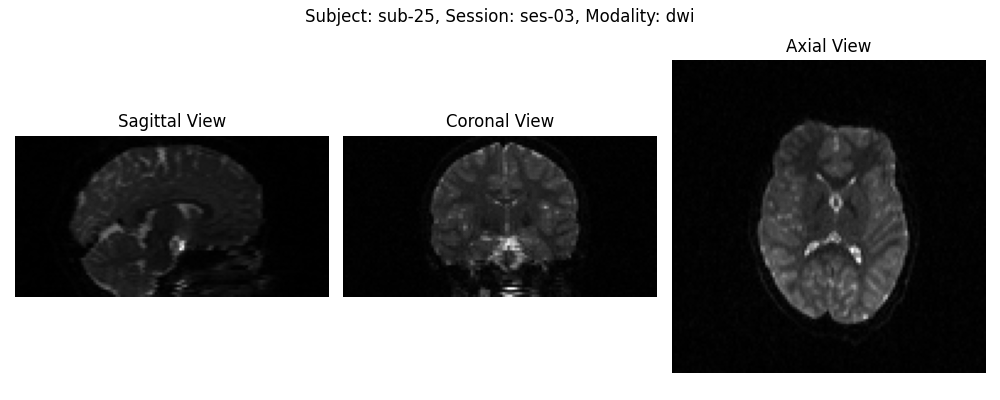 Subject: sub-25, Session: ses-03, Modality: dwi
Axial View
Sagittal View
Coronal View